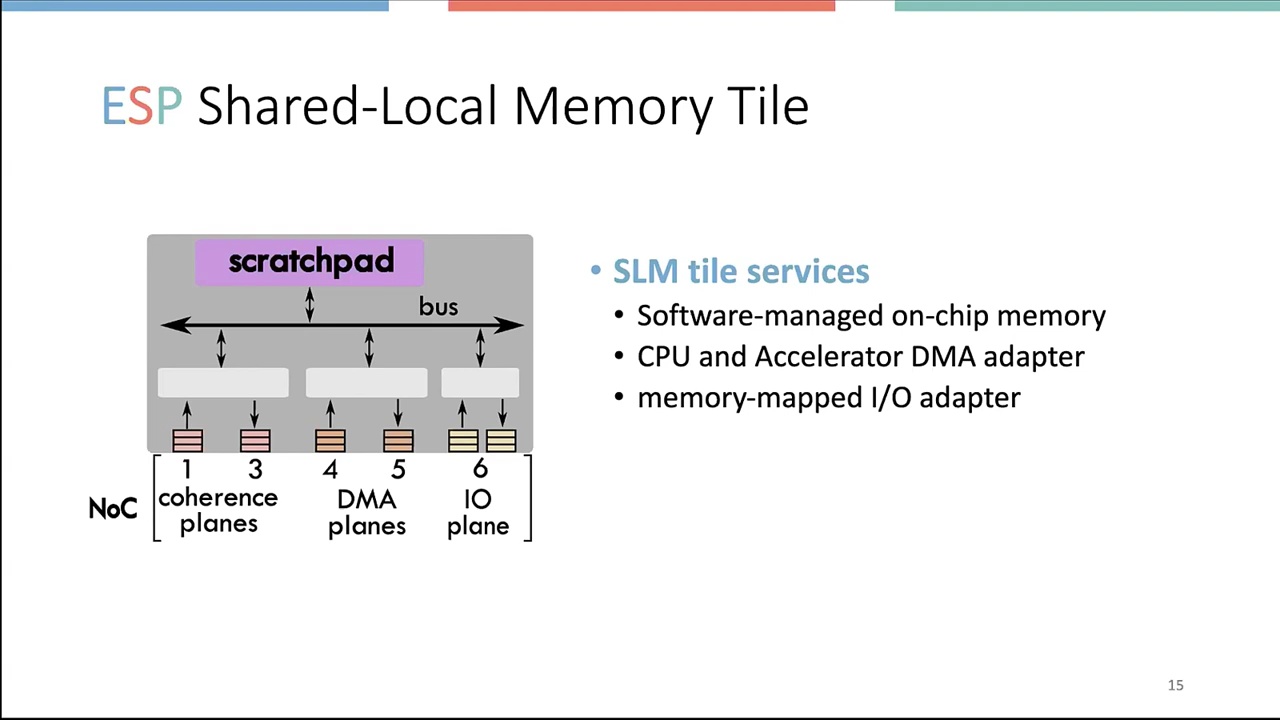 ESP Shared-Local Memory Tile
scratchpad
bus
1 3 4 5 6
NoC
coherence planes
DMA planes
IO plane
• SLM tile services
• Software-managed on-chip memory
• CPU and Accelerator DMA adapter
• memory-mapped I/O adapter
15